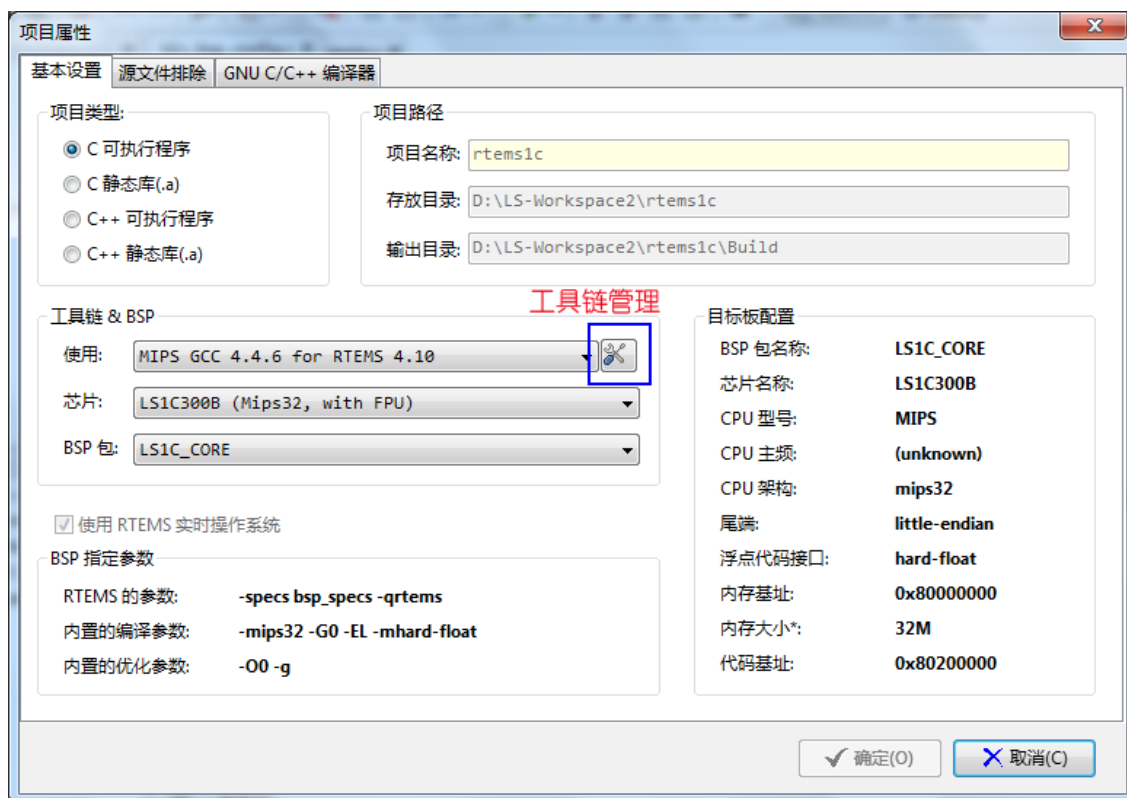 项目属性
基本设置 源文件排除 GNU C/C++ 编译器
项目类型:
C 可执行程序
C 静态库(.a)
C++ 可执行程序
C++ 静态库(.a)
项目路径
项目名称: rtems1c
存放目录: D:\LS-Workspace2\rtems1c
输出目录: D:\LS-Workspace2\rtems1c\Build
工具链管理
工具链 & BSP
使用: MIPS GCC 4.4.6 for RTEMS 4.10
芯片: LS1C300B (Mips32, with FPU)
BSP 包: LS1C_CORE
使用 RTEMS 实时操作系统
BSP 指定参数
RTEMS 的参数: -specs bsp_specs -qrtems
内置的编译参数: -mips32 -G0 -EL -mhard-float
内置的优化参数: -O0 -g
目标板配置
BSP 包名称: LS1C_CORE
芯片名称: LS1C300B
CPU 型号: MIPS
CPU 主频: (unknown)
CPU 架构: mips32
尾端: little-endian
浮点代码接口: hard-float
内存基址: 0x80000000
内存大小*: 32M
代码基址: 0x80200000
确定(O) 取消(C)